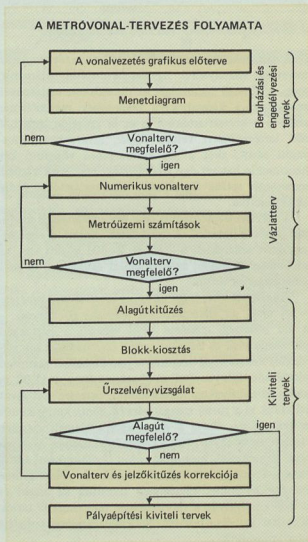 A METRÓVONAL-TERVEZÉS FOLYAMATA
A vonalvezetés grafikus előterve
Menetdiagram
nem
Vonalterv
megfelelő?
igen
Beruházási és
engedélyezési
tervek
Numerikus vonalterv
Metróüzemi számítások
nem
Vonalterv
megfelelő?
igen
Vázlatterv
Alagútkitűzés
Blokk-kiosztás
Űrszelvényvizsgálat
Alagút
megfelelő?
igen
nem
Vonalterv és jelzőkitűzés korrekciója
Pályaépítési kiviteli tervek
Kiviteli
tervek